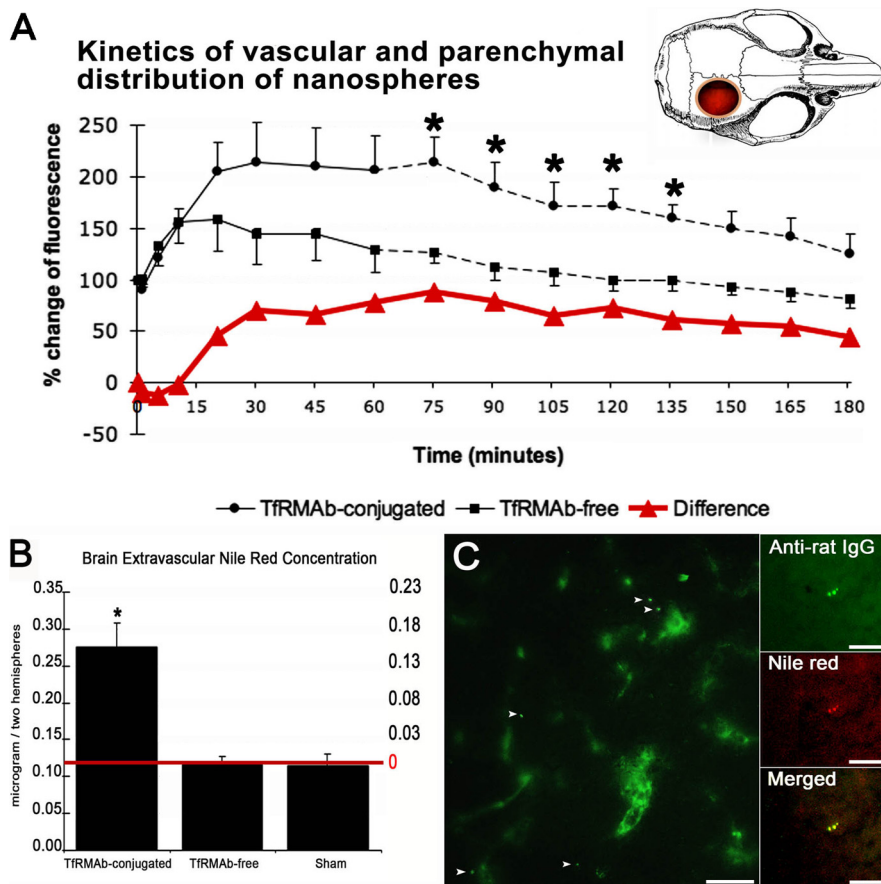 A
Kinetics of vascular and parenchymal
distribution of nanospheres
% change of fluorescence
250
200
150
100
50
0
-50
* * * * *
0 15 30 45 60 75 90 105 120 135 150 165 180
Time (minutes)
TfRMAb-conjugated TfRMAb-free Difference
B
Brain Extravascular Nile Red Concentration
microgram / two hemispheres
0.35
0.30
0.25
0.20
0.15
0.10
0.05
0.00
*
0.23
0.18
0.13
0.08
0.03
0
TfRMAb-conjugated TfRMAb-free Sham
C
Anti-rat IgG
Nile red
Merged